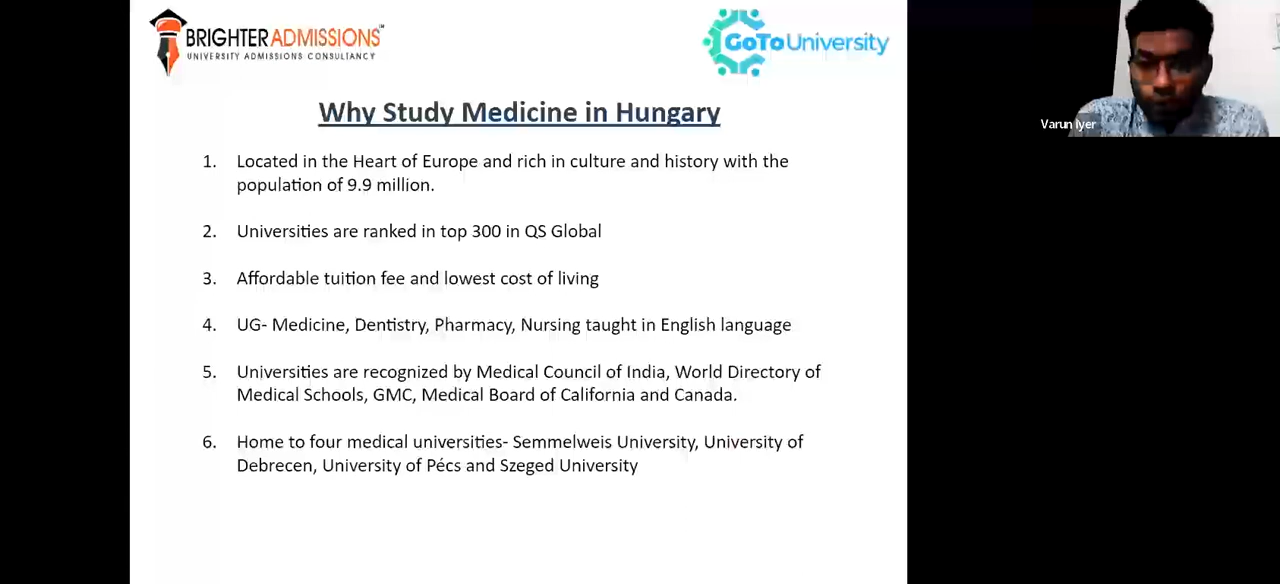 BRIGHTER ADMISSIONS™
UNIVERSITY ADMISSIONS CONSULTANCY
GoToUniversity
Why Study Medicine in Hungary
1. Located in the Heart of Europe and rich in culture and history with the
population of 9.9 million.
2. Universities are ranked in top 300 in QS Global
3. Affordable tuition fee and lowest cost of living
4. UG- Medicine, Dentistry, Pharmacy, Nursing taught in English language
5. Universities are recognized by Medical Council of India, World Directory of
Medical Schools, GMC, Medical Board of California and Canada.
6. Home to four medical universities- Semmelweis University, University of
Debrecen, University of Pécs and Szeged University
Varun Iyer